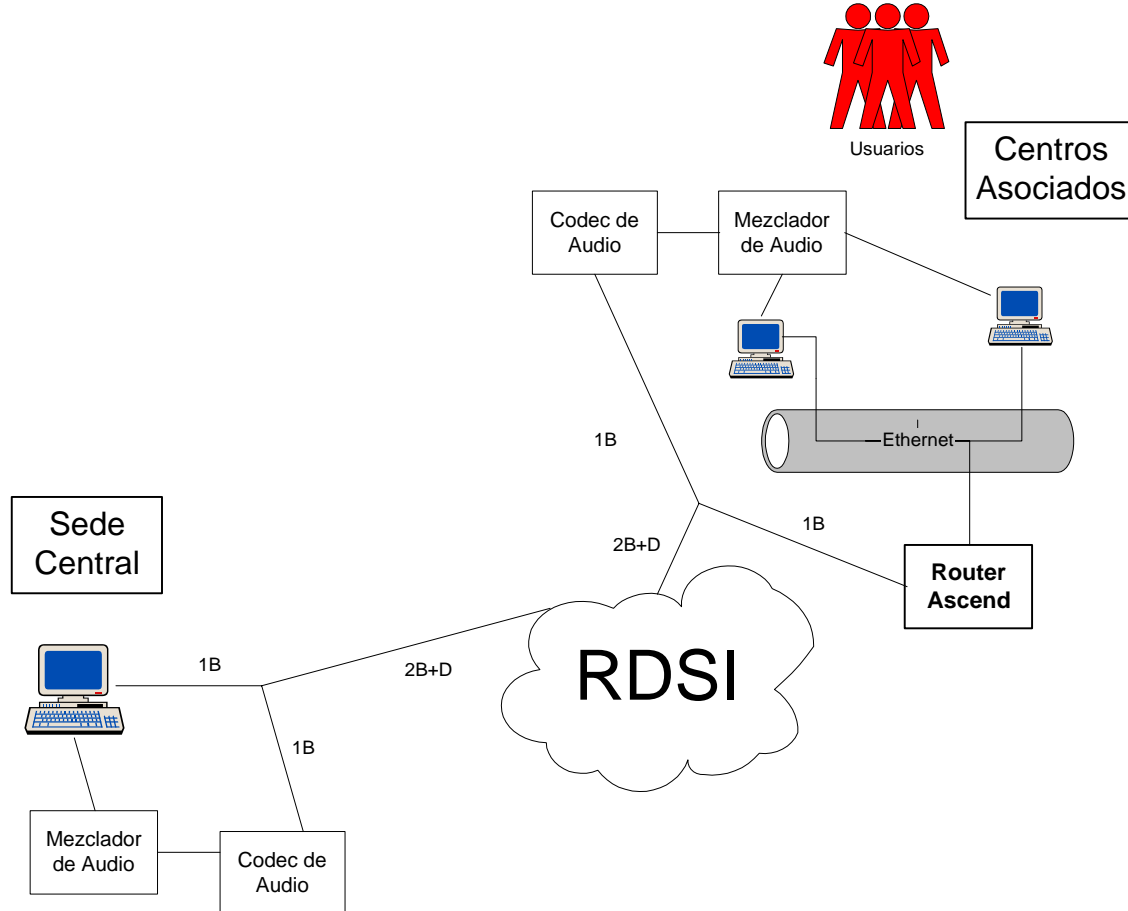 Usuarios
Centros
Asociados
Codec de
Audio
Mezclador
de Audio
1B
Ethernet
Sede
Central
1B
2B+D
Router
Ascend
RDSI
1B
2B+D
1B
Mezclador
de Audio
Codec de
Audio